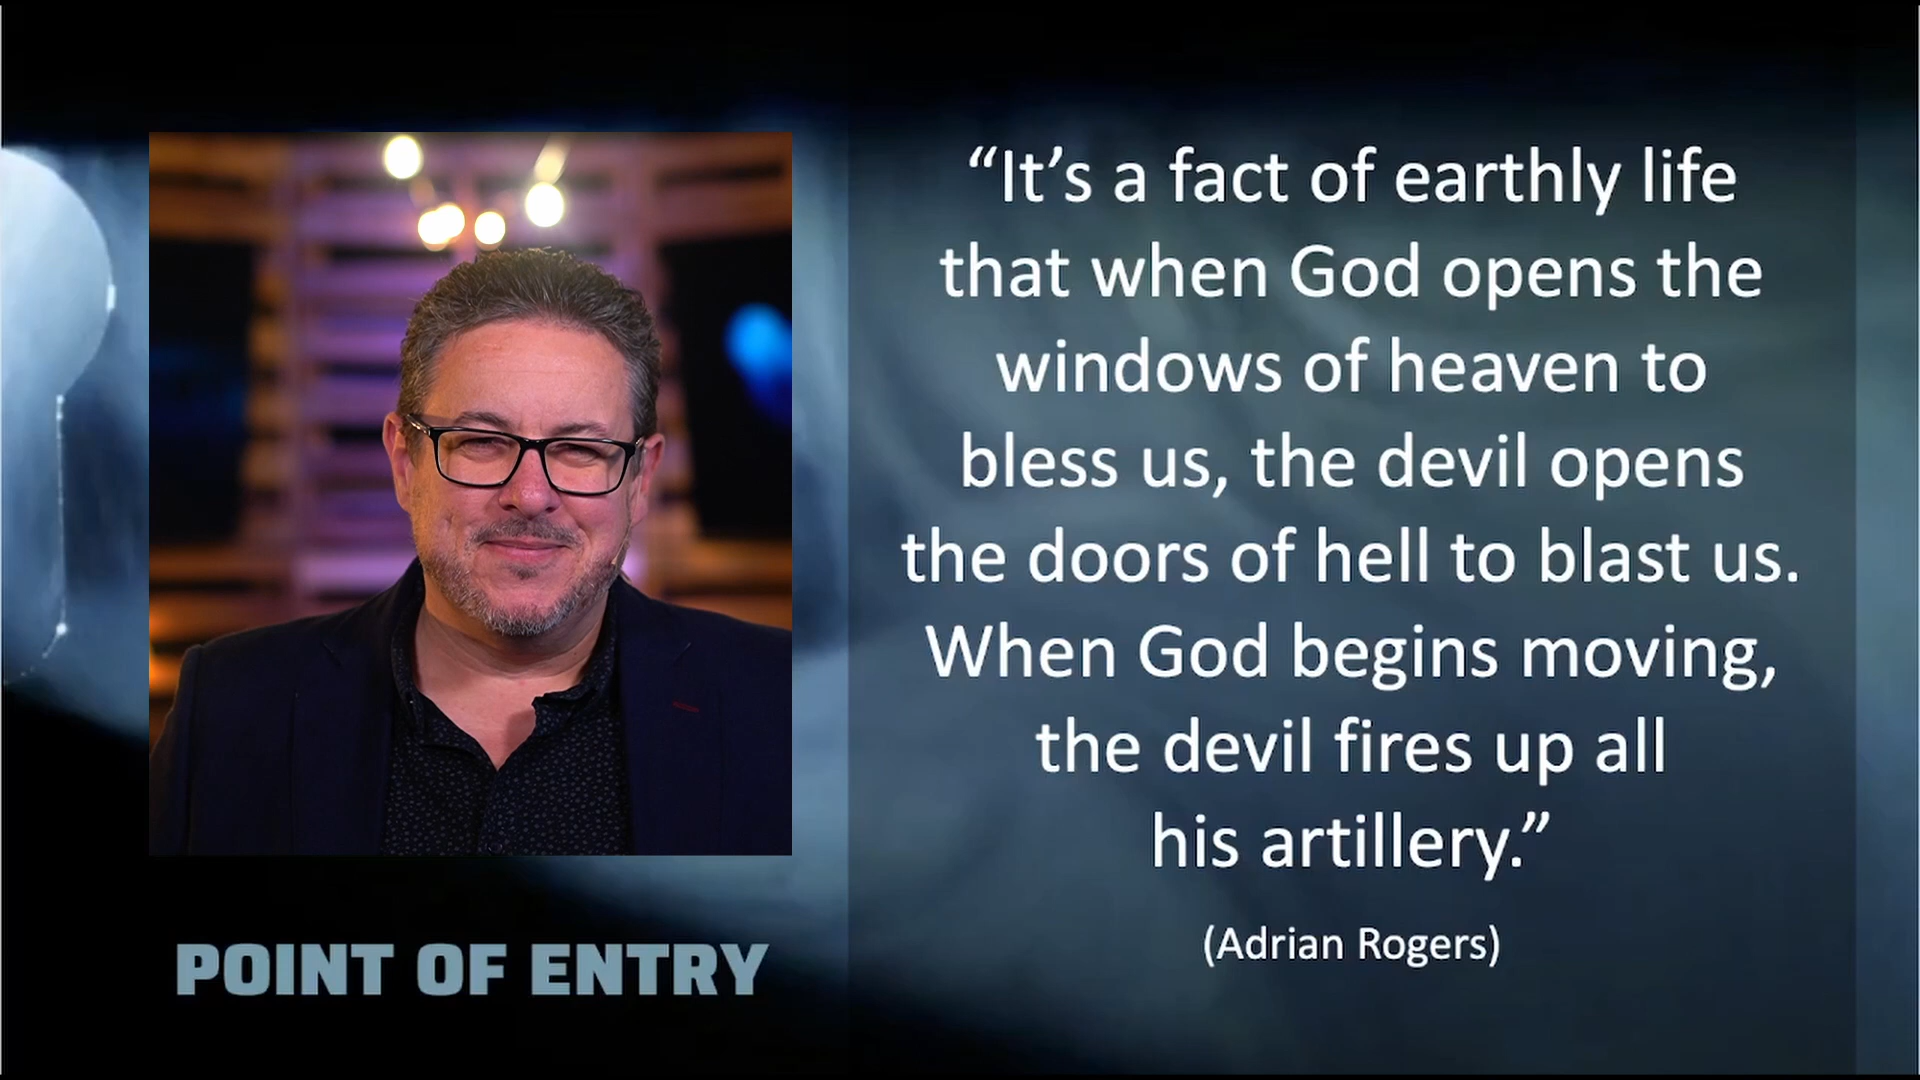 “It’s a fact of earthly life
that when God opens the
windows of heaven to
bless us, the devil opens
the doors of hell to blast us.
When God begins moving,
the devil fires up all
his artillery.”
(Adrian Rogers)
POINT OF ENTRY